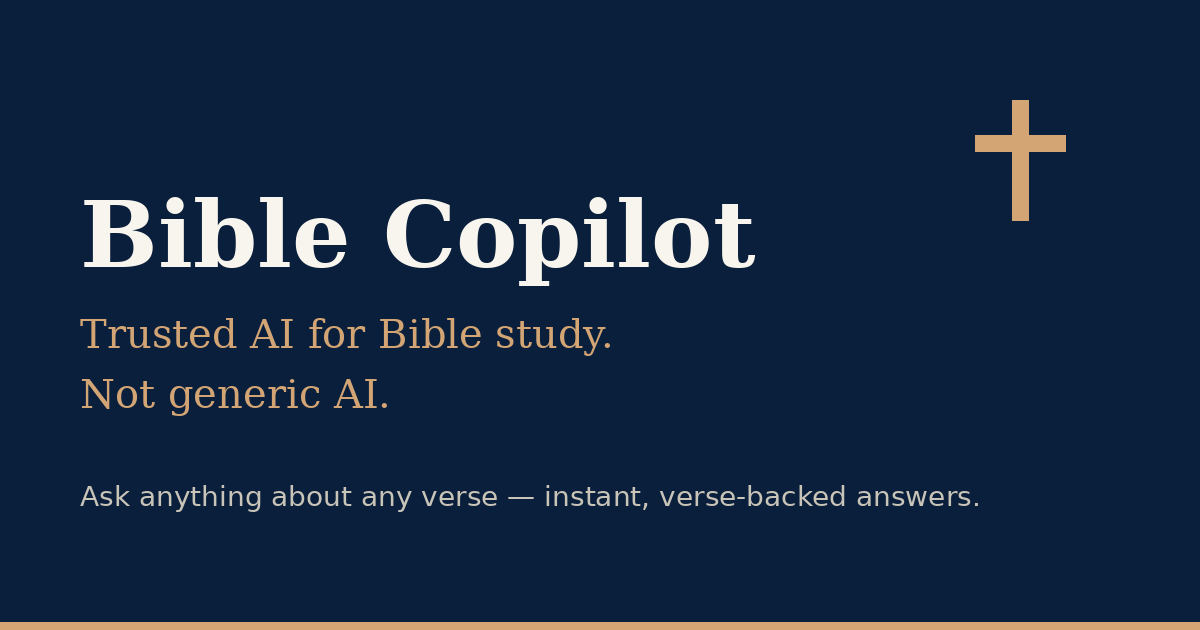 Bible Copilot
Trusted AI for Bible study.
Not generic AI.
Ask anything about any verse — instant, verse-backed answers.